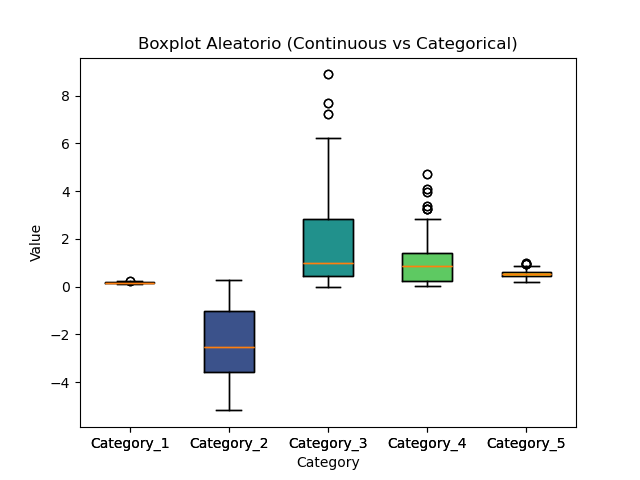 Boxplot Aleatorio (Continuous vs Categorical)
Value
8
6
4
2
0
−2
−4
Category_1 Category_2 Category_3 Category_4 Category_5
Category